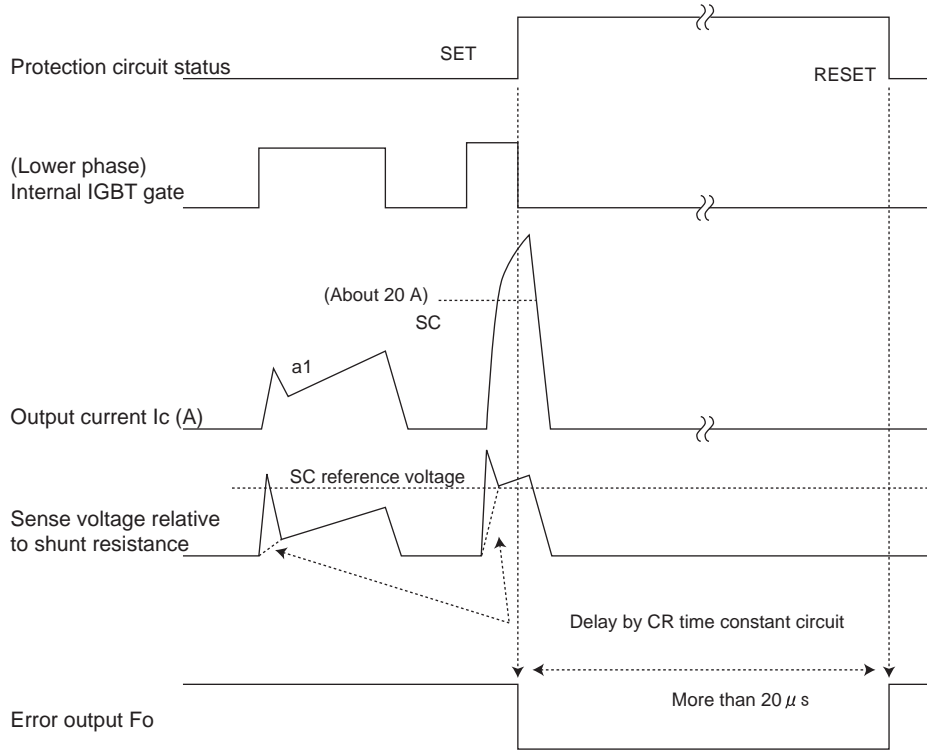 SET
Protection circuit status
RESET
(Lower phase)
Internal IGBT gate
(About 20 A)
SC
a1
Output current Ic (A)
SC reference voltage
Sense voltage relative
to shunt resistance
Delay by CR time constant circuit
More than 20 μ s
Error output Fo